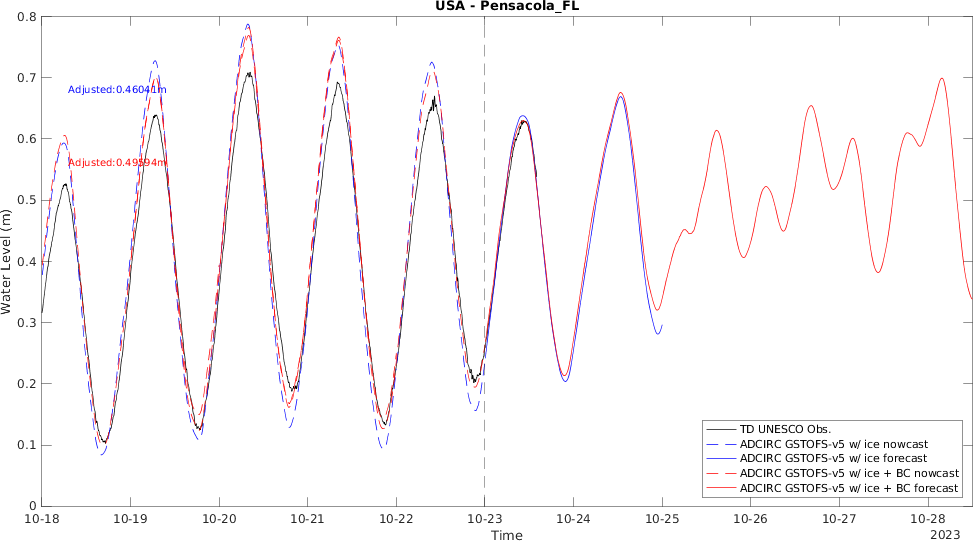 USA - Pensacola_FL
0.8
0.7
0.6
0.5
0.4
0.3
0.2
0.1
0
Water Level (m)
Adjusted:0.46041m
Adjusted:0.49594m
TD UNESCO Obs.
ADCIRC GSTOFS-v5 w/ ice nowcast
ADCIRC GSTOFS-v5 w/ ice forecast
ADCIRC GSTOFS-v5 w/ ice + BC nowcast
ADCIRC GSTOFS-v5 w/ ice + BC forecast
10-18 10-19 10-20 10-21 10-22 10-23 10-24 10-25 10-26 10-27 10-28
Time
2023